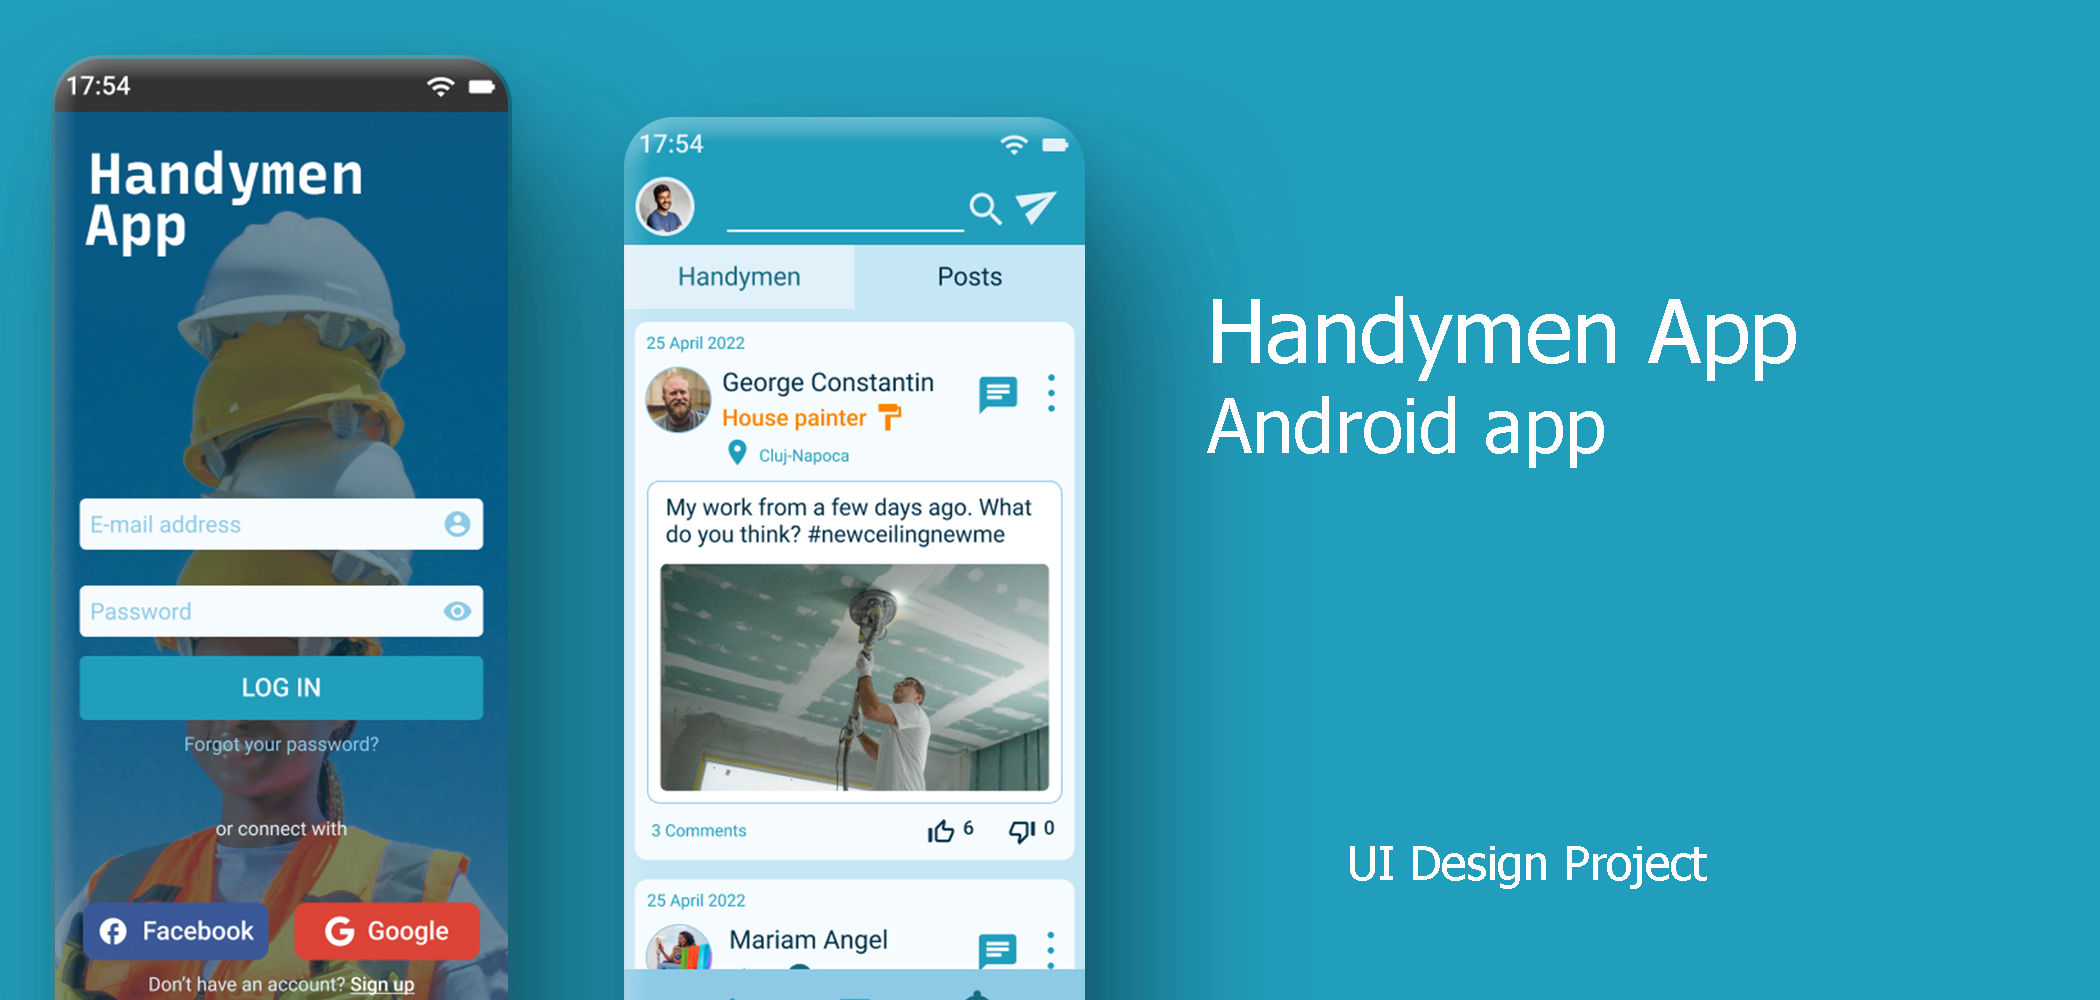 17:54
Handymen
App
E-mail address
Password
LOG IN
Forgot your password?
or connect with
Facebook
Google
Don't have an account? Sign up
17:54
Handymen
Posts
25 April 2022
George Constantin
House painter
Cluj-Napoca
My work from a few days ago. What
do you think? #newceilingnewme
3 Comments
6
0
25 April 2022
Mariam Angel
Handymen App
Android app
UI Design Project